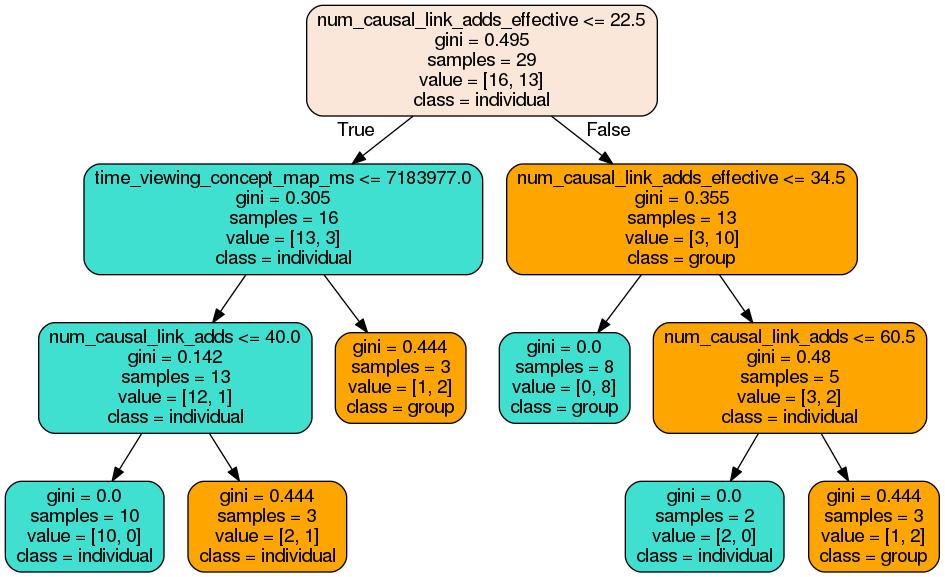 num_causal_link_adds_effective <= 22.5
gini = 0.495
samples = 29
value = [16, 13]
class = individual
True
False
time_viewing_concept_map_ms <= 7183977.0
gini = 0.305
samples = 16
value = [13, 3]
class = individual
num_causal_link_adds_effective <= 34.5
gini = 0.355
samples = 13
value = [3, 10]
class = group
num_causal_link_adds <= 40.0
gini = 0.142
samples = 13
value = [12, 1]
class = individual
gini = 0.444
samples = 3
value = [1, 2]
class = group
gini = 0.0
samples = 8
value = [0, 8]
class = group
num_causal_link_adds <= 60.5
gini = 0.48
samples = 5
value = [3, 2]
class = individual
gini = 0.0
samples = 10
value = [10, 0]
class = individual
gini = 0.444
samples = 3
value = [2, 1]
class = individual
gini = 0.0
samples = 2
value = [2, 0]
class = individual
gini = 0.444
samples = 3
value = [1, 2]
class = group